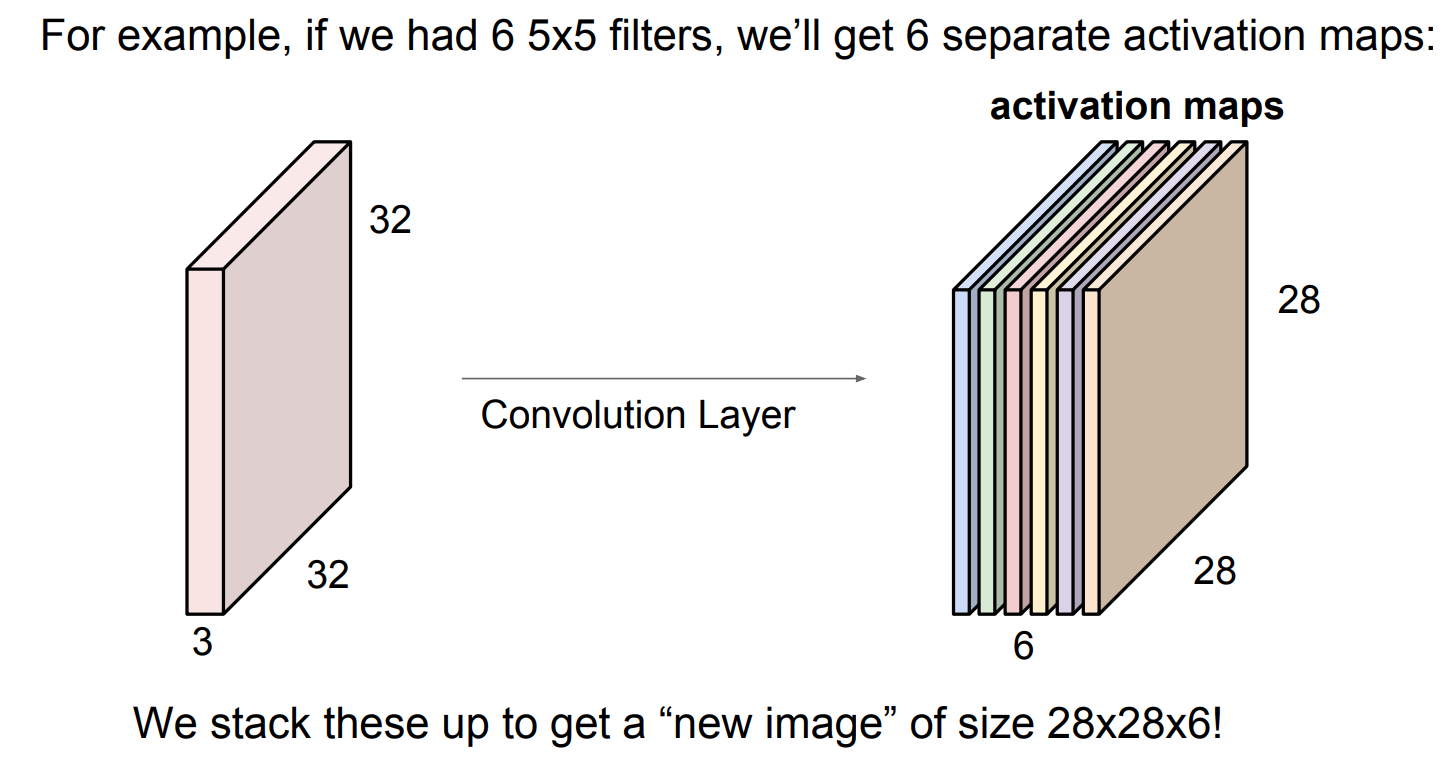 For example, if we had 6 5x5 filters, we’ll get 6 separate activation maps:
activation maps
32
28
Convolution Layer
32
28
3
6
We stack these up to get a “new image” of size 28x28x6!